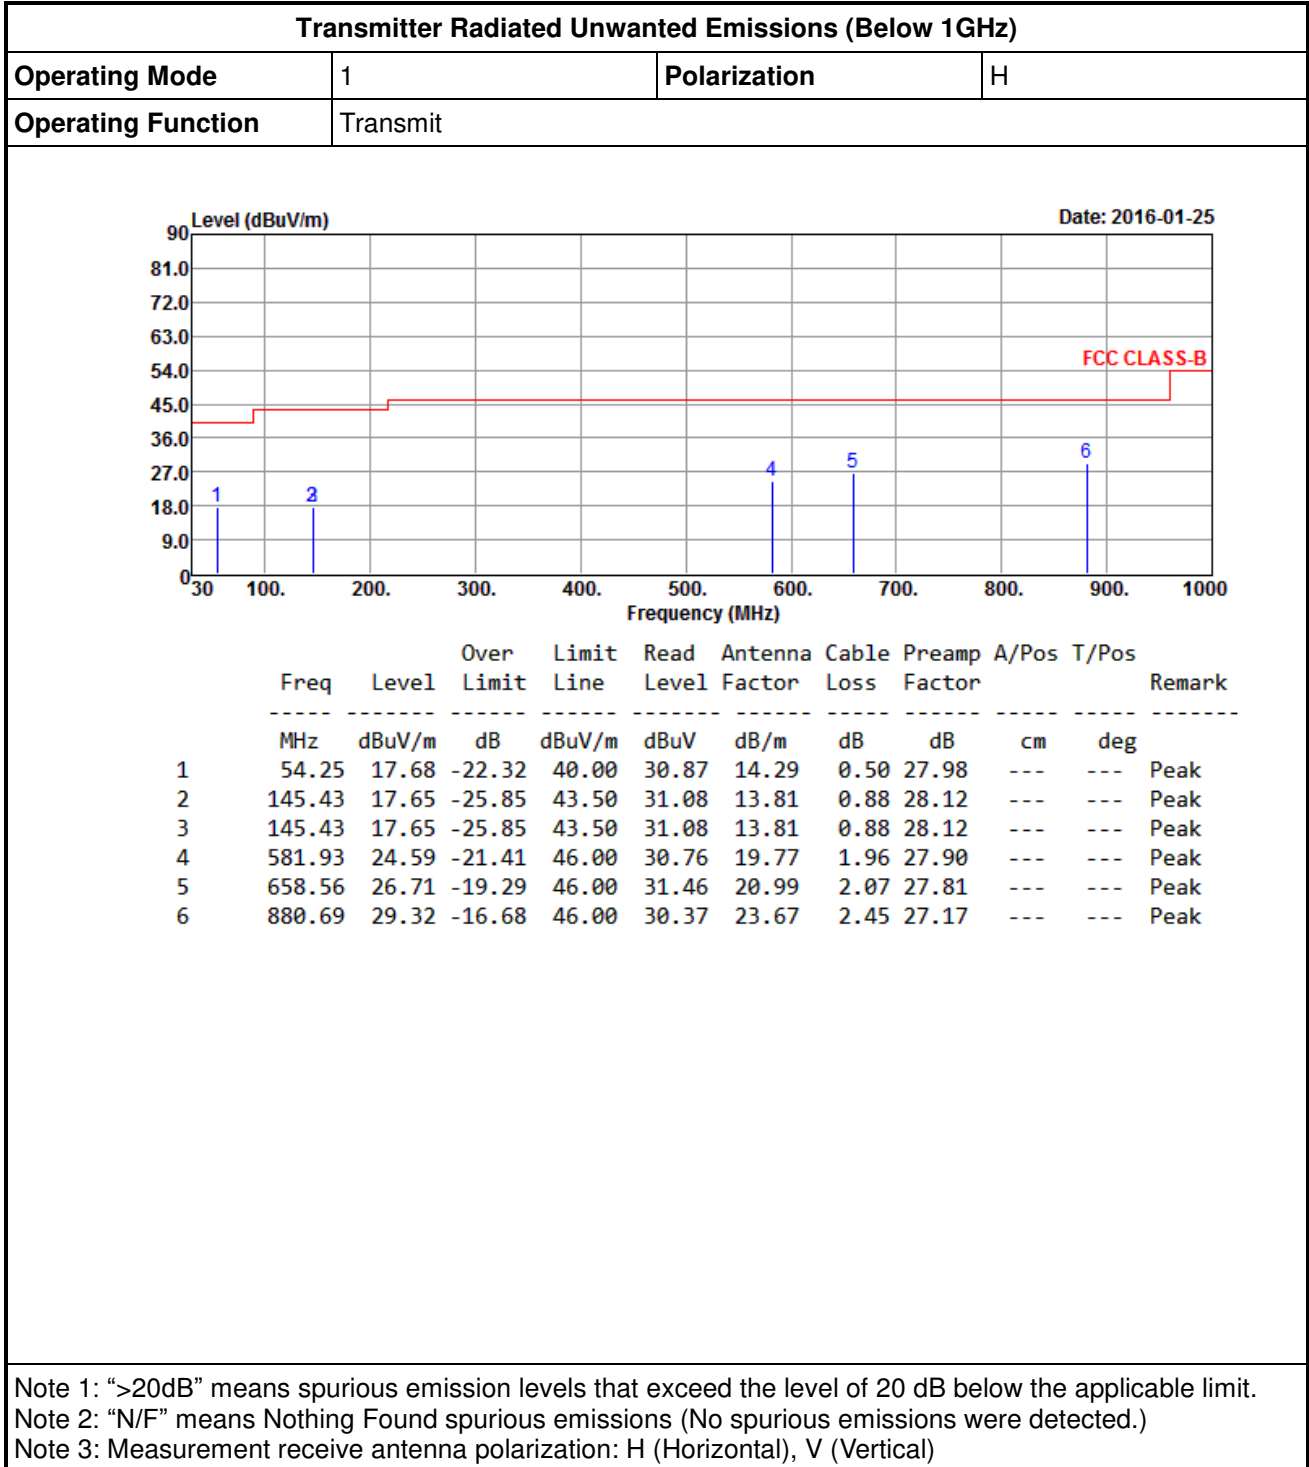 Transmitter Radiated Unwanted Emissions (Below 1GHz)
Operating Mode 1 Polarization H
Operating Function Transmit
Level (dBuV/m) Date: 2016-01-25
90
81.0
72.0
63.0
FCC CLASS-B
54.0
45.0
36.0
27.0
18.0
9.0
0
1 2 3 4 5 6
30 100. 200. 300. 400. 500. 600. 700. 800. 900. 1000
Frequency (MHz)
Over Limit Read Antenna Cable Preamp A/Pos T/Pos
Freq Level Limit Line Level Factor Loss Factor Remark
----- ------- ------ ------ ------- ------ ----- ------ ----- ----- -------
MHz dBuV/m dB dBuV/m dBuV dB/m dB dB cm deg
1 54.25 17.68 -22.32 40.00 30.87 14.29 0.50 27.98 --- --- Peak
2 145.43 17.65 -25.85 43.50 31.08 13.81 0.88 28.12 --- --- Peak
3 145.43 17.65 -25.85 43.50 31.08 13.81 0.88 28.12 --- --- Peak
4 581.93 24.59 -21.41 46.00 30.76 19.77 1.96 27.90 --- --- Peak
5 658.56 26.71 -19.29 46.00 31.46 20.99 2.07 27.81 --- --- Peak
6 880.69 29.32 -16.68 46.00 30.37 23.67 2.45 27.17 --- --- Peak
Note 1: “>20dB” means spurious emission levels that exceed the level of 20 dB below the applicable limit.
Note 2: “N/F” means Nothing Found spurious emissions (No spurious emissions were detected.)
Note 3: Measurement receive antenna polarization: H (Horizontal), V (Vertical)